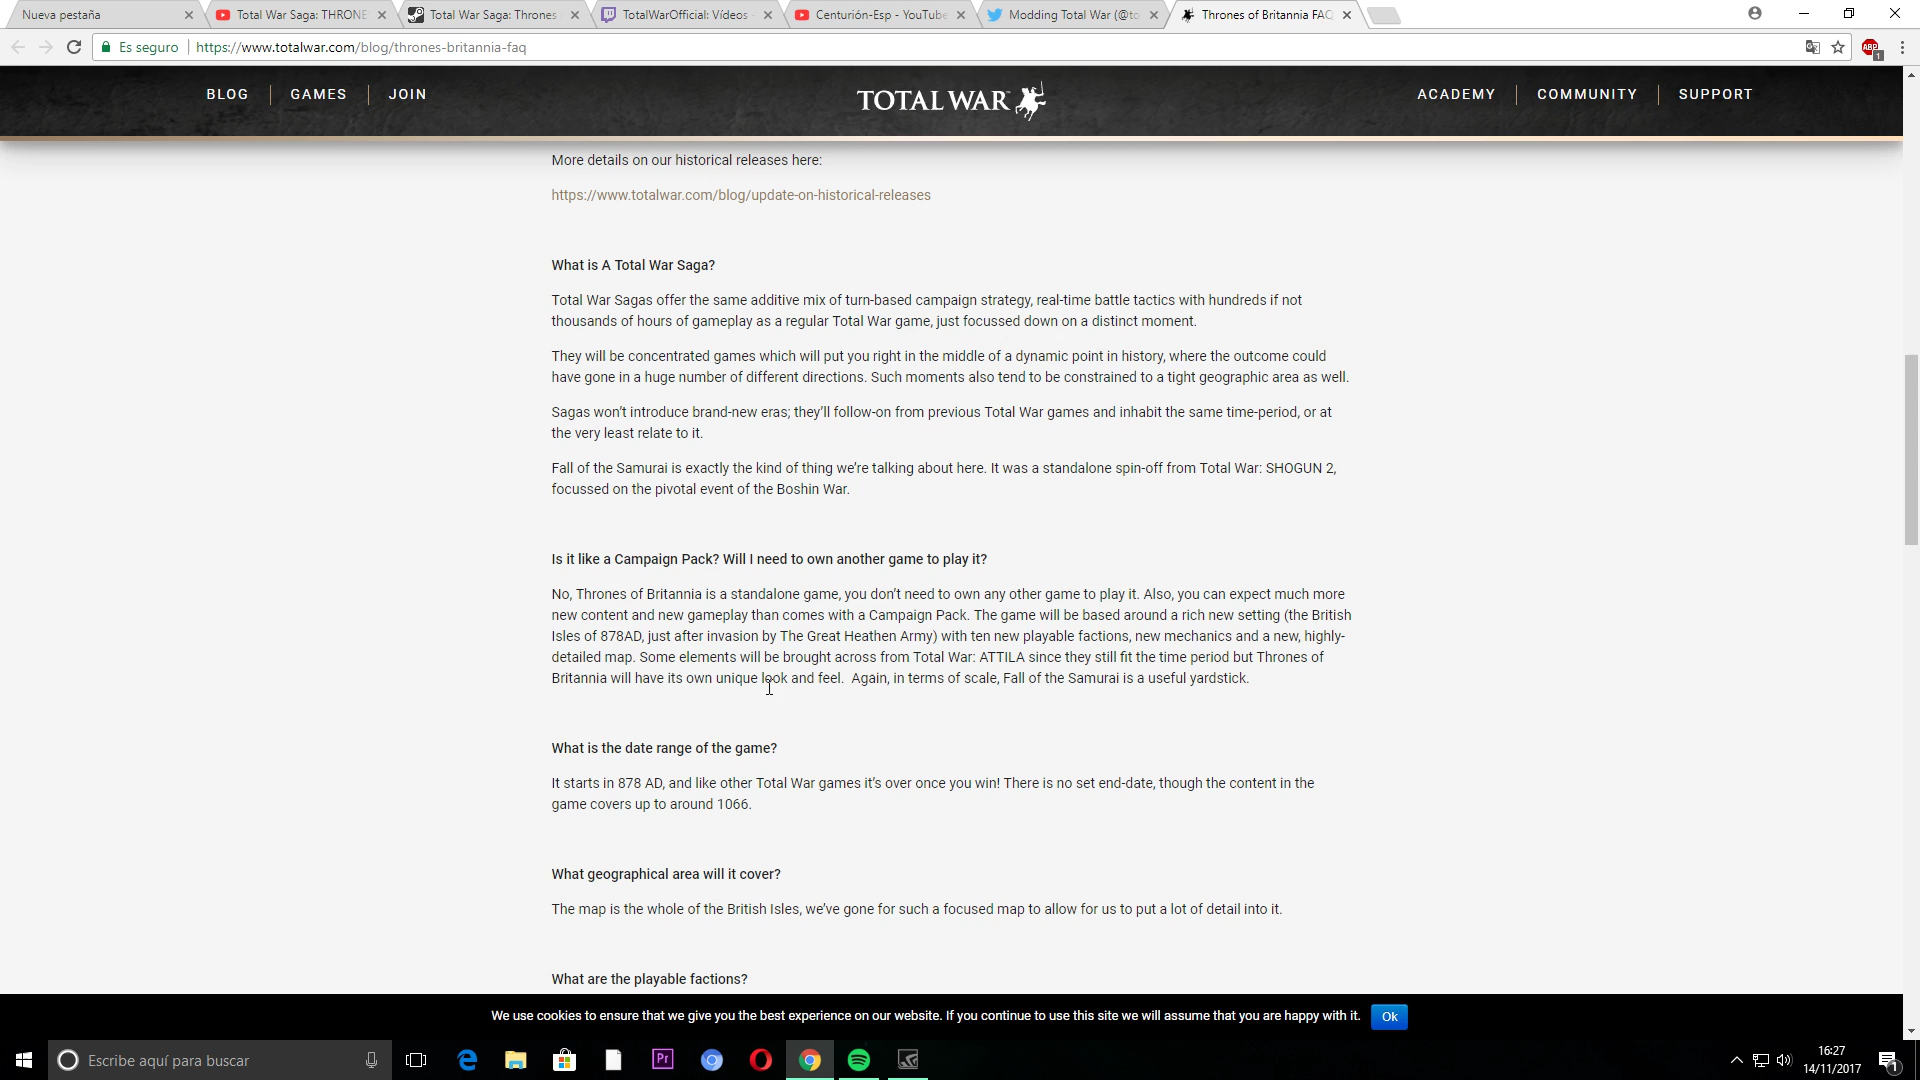 Nueva pestaña
Total War Saga: THRONE
Total War Saga: Thrones
TotalWarOfficial: Vídeos
Centurión-Esp - YouTube
Modding Total War (@to
Thrones of Britannia FAQ
Es seguro
https://www.totalwar.com/blog/thrones-britannia-faq
ABP
1
BLOG
GAMES
JOIN
TOTAL WAR
ACADEMY
COMMUNITY
SUPPORT
More details on our historical releases here:
https://www.totalwar.com/blog/update-on-historical-releases
What is A Total War Saga?
Total War Sagas offer the same additive mix of turn-based campaign strategy, real-time battle tactics with hundreds if not
thousands of hours of gameplay as a regular Total War game, just focussed down on a distinct moment.
They will be concentrated games which will put you right in the middle of a dynamic point in history, where the outcome could
have gone in a huge number of different directions. Such moments also tend to be constrained to a tight geographic area as well.
Sagas won't introduce brand-new eras; they'll follow-on from previous Total War games and inhabit the same time-period, or at
the very least relate to it.
Fall of the Samurai is exactly the kind of thing we're talking about here. It was a standalone spin-off from Total War: SHOGUN 2,
focussed on the pivotal event of the Boshin War.
Is it like a Campaign Pack? Will I need to own another game to play it?
No, Thrones of Britannia is a standalone game, you don't need to own any other game to play it. Also, you can expect much more
new content and new gameplay than comes with a Campaign Pack. The game will be based around a rich new setting (the British
Isles of 878AD, just after invasion by The Great Heathen Army) with ten new playable factions, new mechanics and a new, highly-
detailed map. Some elements will be brought across from Total War: ATTILA since they still fit the time period but Thrones of
Britannia will have its own unique look and feel.  Again, in terms of scale, Fall of the Samurai is a useful yardstick.
What is the date range of the game?
It starts in 878 AD, and like other Total War games it's over once you win! There is no set end-date, though the content in the
game covers up to around 1066.
What geographical area will it cover?
The map is the whole of the British Isles, we've gone for such a focused map to allow for us to put a lot of detail into it.
What are the playable factions?
We use cookies to ensure that we give you the best experience on our website. If you continue to use this site we will assume that you are happy with it.
Ok
Escribe aquí para buscar
Pr
16:27
14/11/2017
1